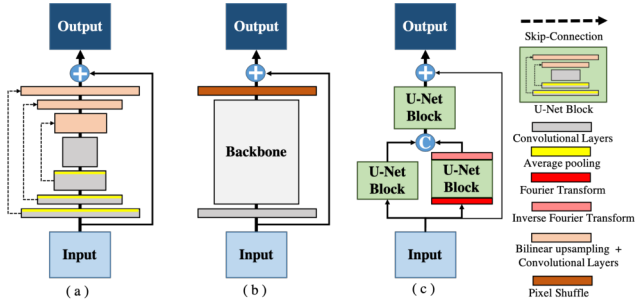 Output
Output
Output
Skip-Connection
U-Net Block
U-Net
Block
Backbone
C
U-Net
Block
U-Net
Block
Convolutional Layers
Average pooling
Fourier Transform
Inverse Fourier Transform
Bilinear upsampling +
Convolutional Layers
Pixel Shuffle
Input
Input
Input
( a )
( b )
( c )